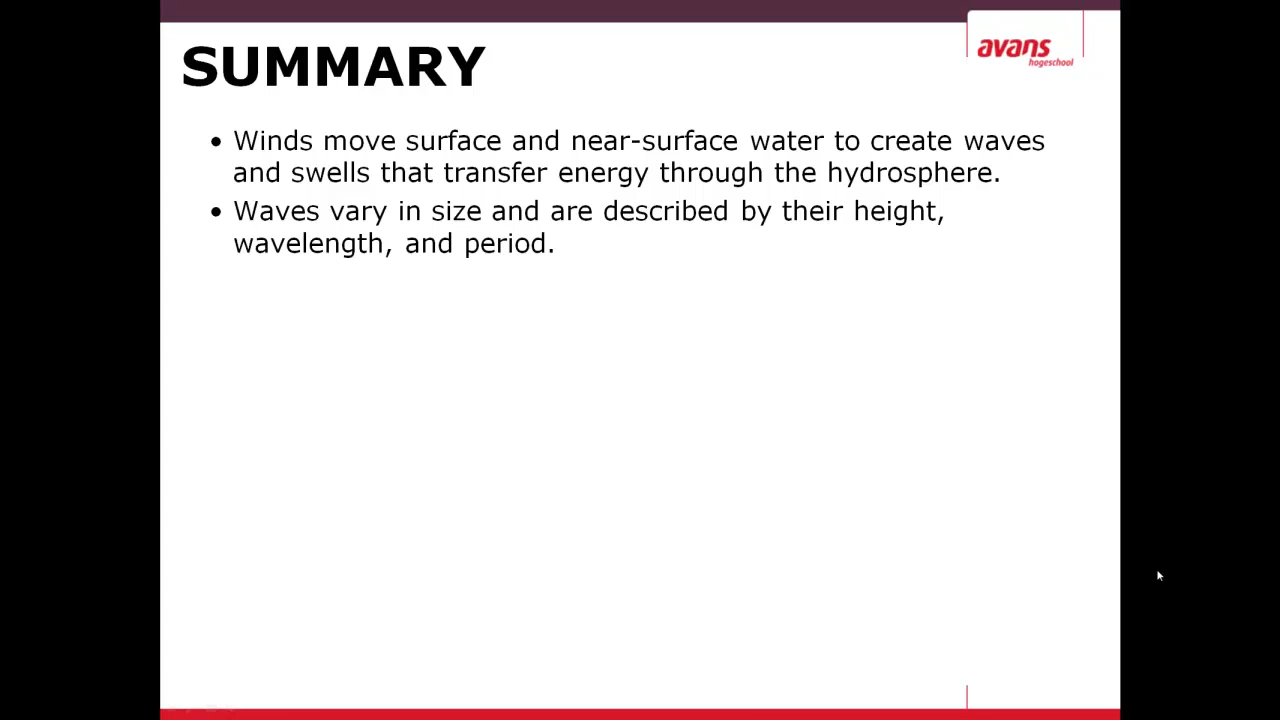 SUMMARY
avans
hogeschool
• Winds move surface and near-surface water to create waves
and swells that transfer energy through the hydrosphere.
• Waves vary in size and are described by their height,
wavelength, and period.